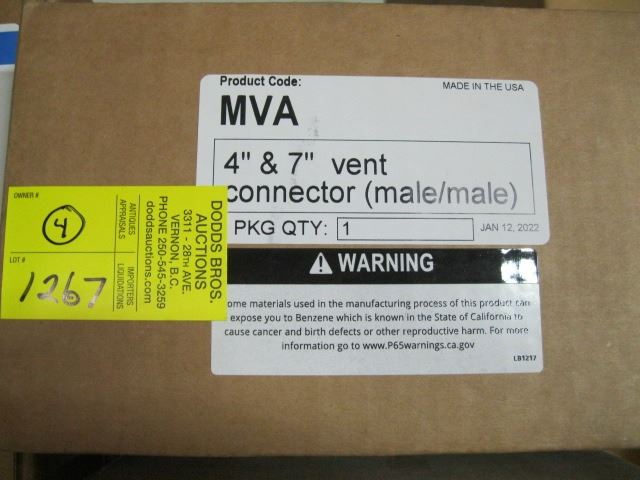 Product Code:
MADE IN THE USA
MVA
4" & 7" vent
connector (male/male)
PKG QTY: 1
JAN 12, 2022
WARNING
ome materials used in the manufacturing process of this product can
expose you to Benzene which is known in the State of California to
cause cancer and birth defects or other reproductive harm. For more
information go to www.P65warnings.ca.gov
LB1217
OWNER #
4
LOT #
1267
ANTIQUES
APPRAISALS
IMPORTERS
LIQUIDATIONS
DODDS BROS.
AUCTIONS
3311 - 28TH AVE.
VERNON, B.C.
PHONE 250-545-3259
doddsauctions.com